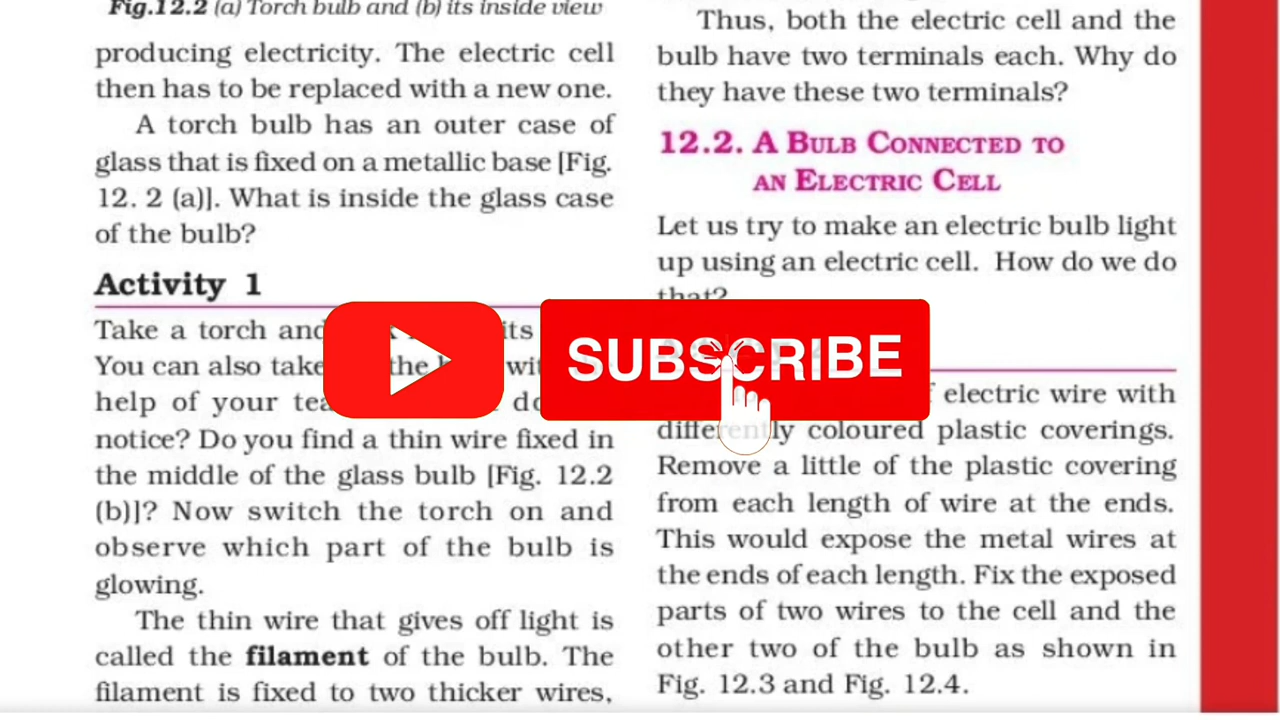 Fig.12.2 (a) Torch bulb and (b) its inside view
producing electricity. The electric cell
then has to be replaced with a new one.
A torch bulb has an outer case of
glass that is fixed on a metallic base [Fig.
12. 2 (a)]. What is inside the glass case
of the bulb?
Activity 1
Take a torch and its
You can also take the
help of your
notice? Do you find a thin wire fixed in
the middle of the glass bulb [Fig. 12.2
(b)]? Now switch the torch on and
observe which part of the bulb is
glowing.
The thin wire that gives off light is
called the filament of the bulb. The
filament is fixed to two thicker wires,
Thus, both the electric cell and the
bulb have two terminals each. Why do
they have these two terminals?
12.2. A BULB CONNECTED TO
AN ELECTRIC CELL
Let us try to make an electric bulb light
up using an electric cell. How do we do
that?
SUBSCRIBE
electric wire with
differently coloured plastic coverings.
Remove a little of the plastic covering
from each length of wire at the ends.
This would expose the metal wires at
the ends of each length. Fix the exposed
parts of two wires to the cell and the
other two of the bulb as shown in
Fig. 12.3 and Fig. 12.4.